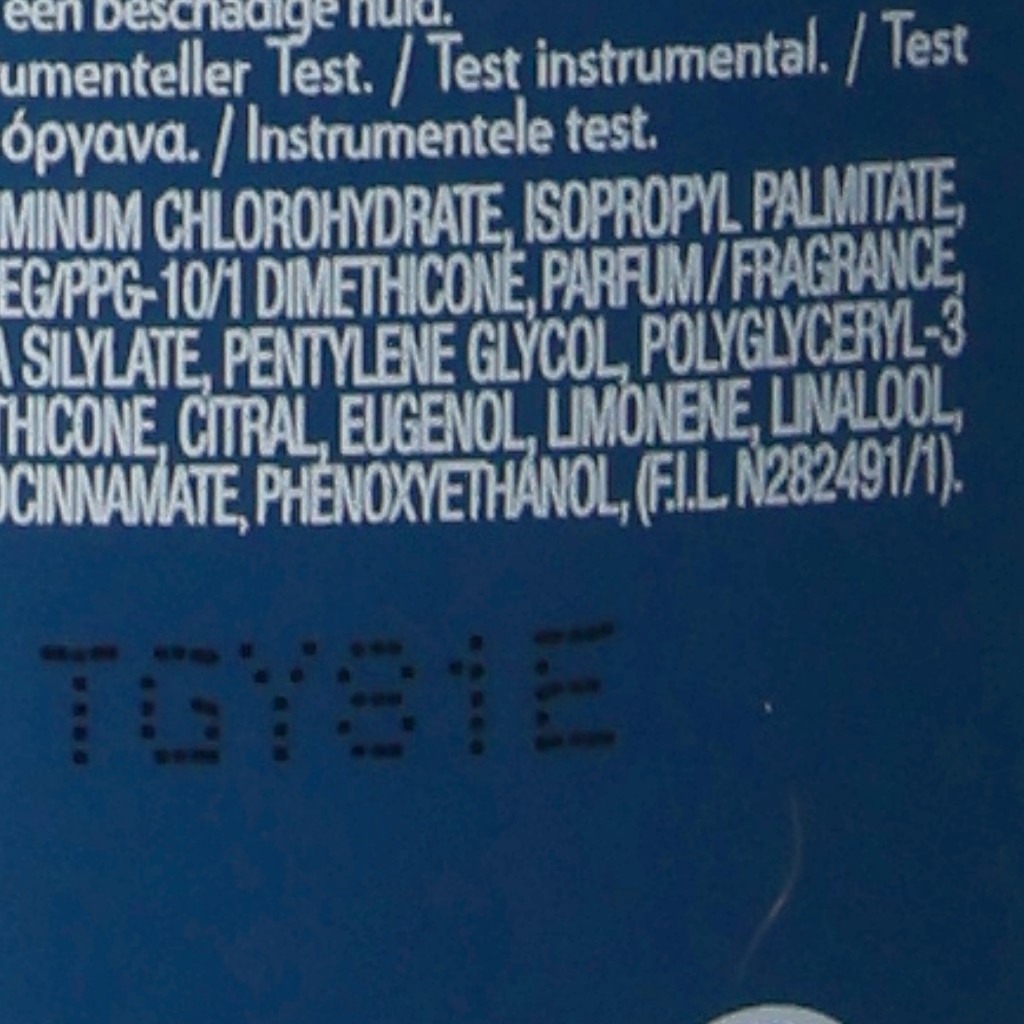 een beschadigde huid.
umenteller Test. / Test instrumental. / Test
όργανα. / Instrumentele test.
MINUM CHLOROHYDRATE, ISOPROPYL PALMITATE,
EG/PPG-10/1 DIMETHICONE, PARFUM / FRAGRANCE,
A SILYLATE, PENTYLENE GLYCOL, POLYGLYCERYL-3
THICONE, CITRAL, EUGENOL, LIMONENE, LINALOOL,
OCINNAMATE, PHENOXYETHANOL, (F.I.L. N282491/1).
TGY81E